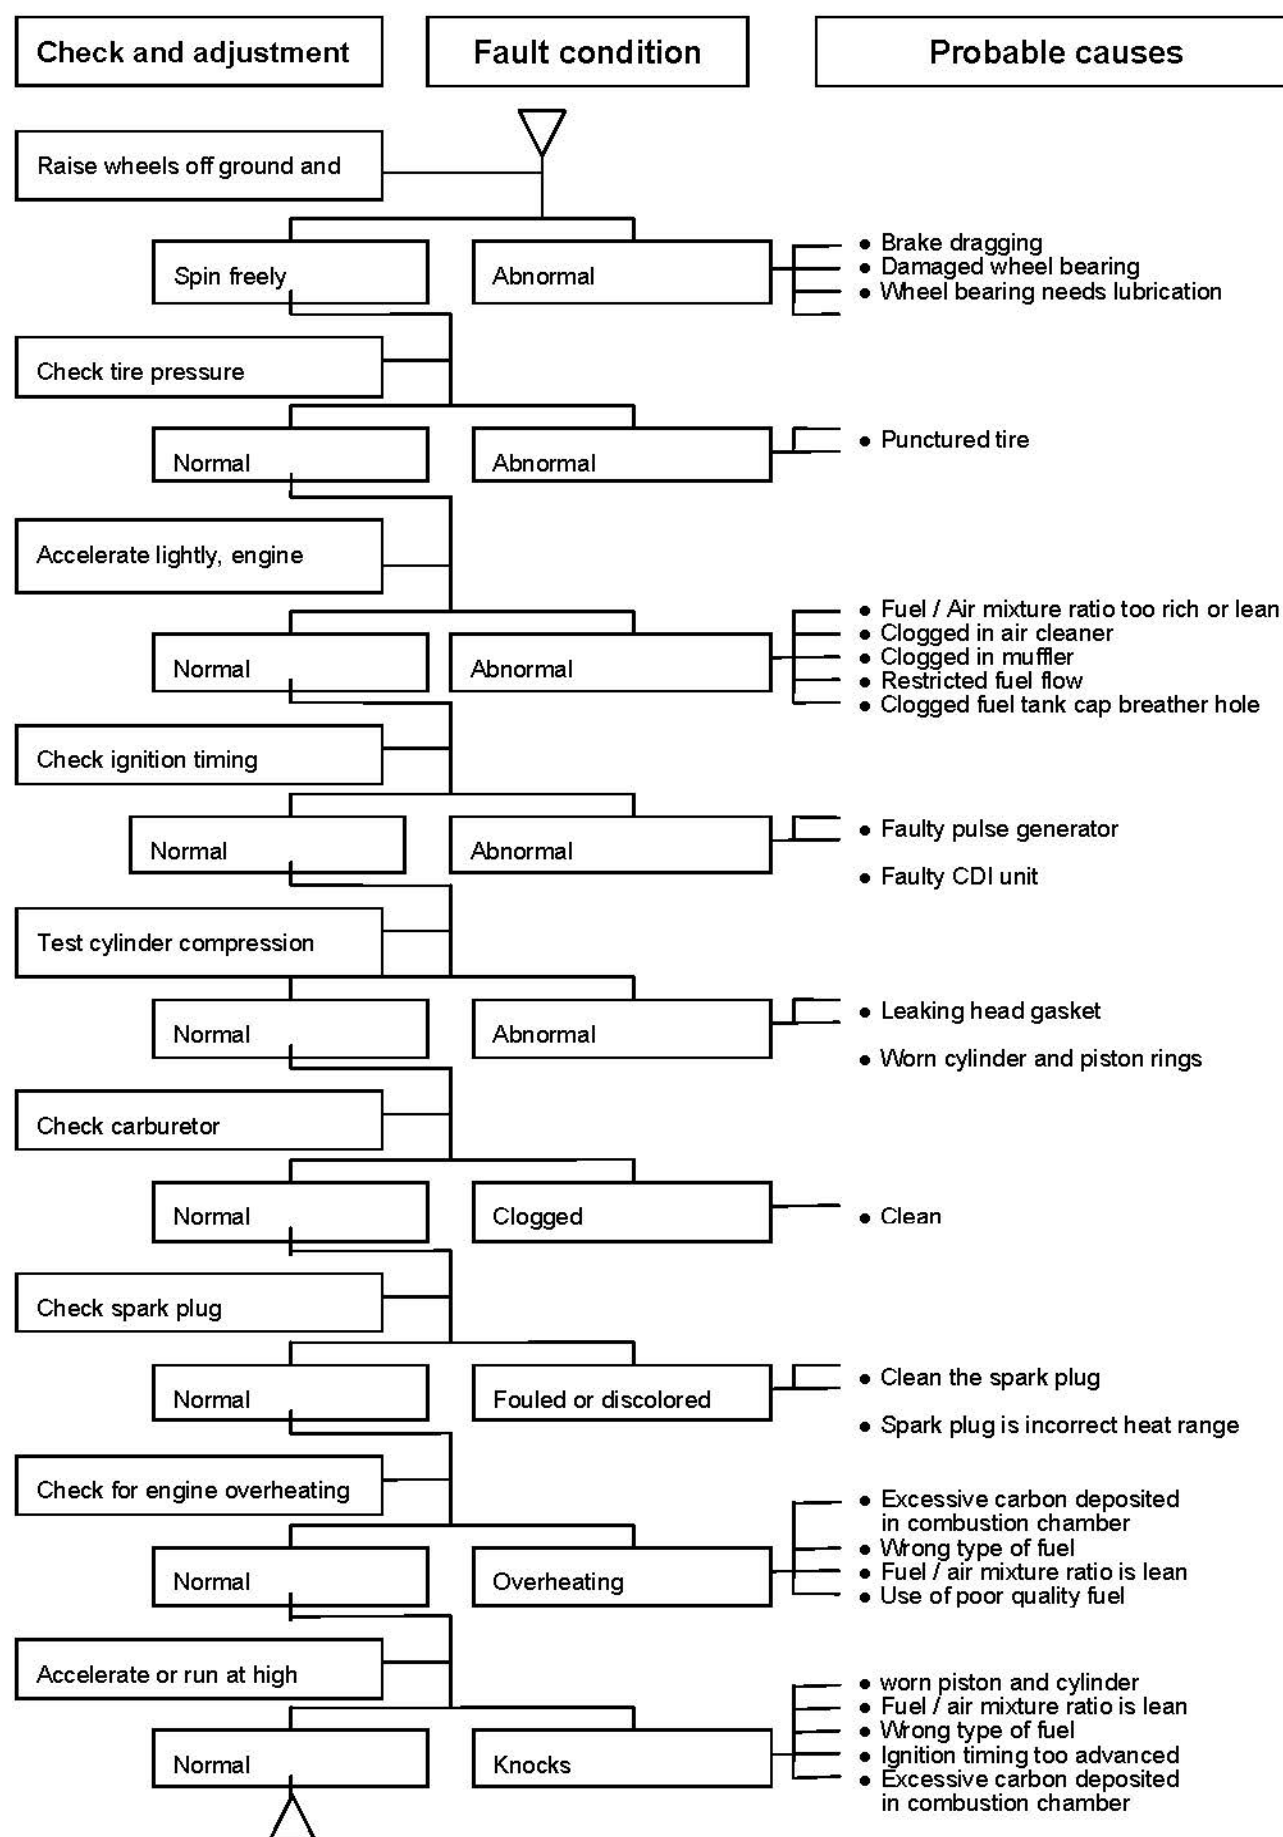 Check and adjustment
Fault condition
Probable causes
Raise wheels off ground and
Spin freely
Abnormal
● Brake dragging
● Damaged wheel bearing
● Wheel bearing needs lubrication
Check tire pressure
Normal
Abnormal
● Punctured tire
Accelerate lightly, engine
Normal
Abnormal
● Fuel / Air mixture ratio too rich or lean
● Clogged in air cleaner
● Clogged in muffler
● Restricted fuel flow
● Clogged fuel tank cap breather hole
Check ignition timing
Normal
Abnormal
● Faulty pulse generator
● Faulty CDI unit
Test cylinder compression
Normal
Abnormal
● Leaking head gasket
● Worn cylinder and piston rings
Check carburetor
Normal
Clogged
● Clean
Check spark plug
Normal
Fouled or discolored
● Clean the spark plug
● Spark plug is incorrect heat range
Check for engine overheating
Normal
Overheating
● Excessive carbon deposited
in combustion chamber
● Wrong type of fuel
● Fuel / air mixture ratio is lean
● Use of poor quality fuel
Accelerate or run at high
Normal
Knocks
● worn piston and cylinder
● Fuel / air mixture ratio is lean
● Wrong type of fuel
● Ignition timing too advanced
● Excessive carbon deposited
in combustion chamber